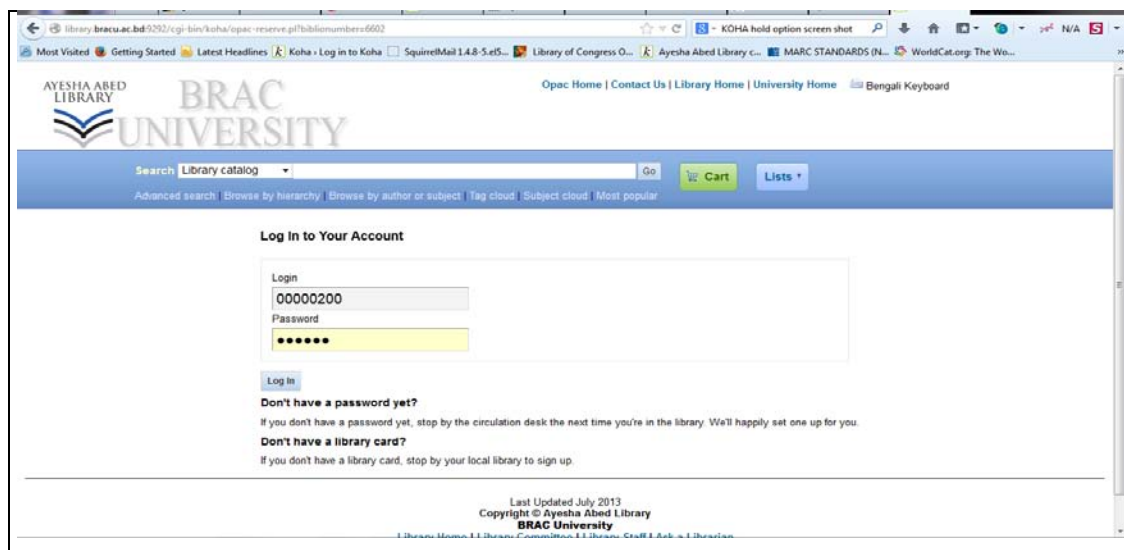 library.bracu.ac.bd:9292/cgi-bin/koha/opac-reserve.pl?biblionumber=6602
KOHA hold option screen shot
N/A
Most Visited Getting Started Latest Headlines Koha › Log in to Koha SquirrelMail 1.4.8-5.el5... Library of Congress O... Ayesha Abed Library c... MARC STANDARDS (N... WorldCat.org: The Wo...
AYESHA ABED
LIBRARY
BRAC
UNIVERSITY
Opac Home | Contact Us | Library Home | University Home Bengali Keyboard
Search Library catalog Go Cart Lists
Advanced search | Browse by hierarchy | Browse by author or subject | Tag cloud | Subject cloud | Most popular
Log In to Your Account
Login
00000200
Password
••••••
Log In
Don't have a password yet?
If you don't have a password yet, stop by the circulation desk the next time you're in the library. We'll happily set one up for you.
Don't have a library card?
If you don't have a library card, stop by your local library to sign up.
Last Updated July 2013
Copyright © Ayesha Abed Library
BRAC University
Library Home | Library Committee | Library Staff | Ask a Librarian